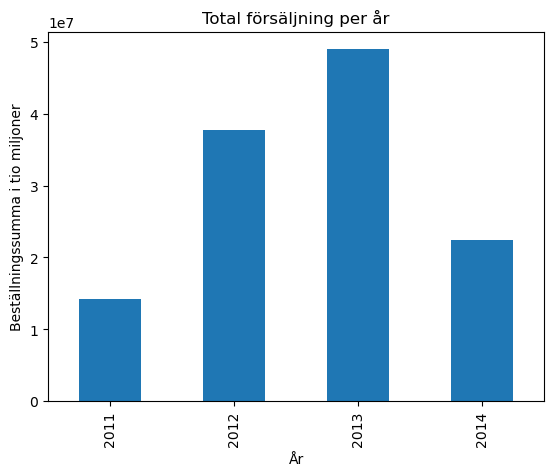 Total försäljning per år
1e7
5
4
3
2
1
0
Beställningssumma i tio miljoner
2011
2012
2013
2014
År